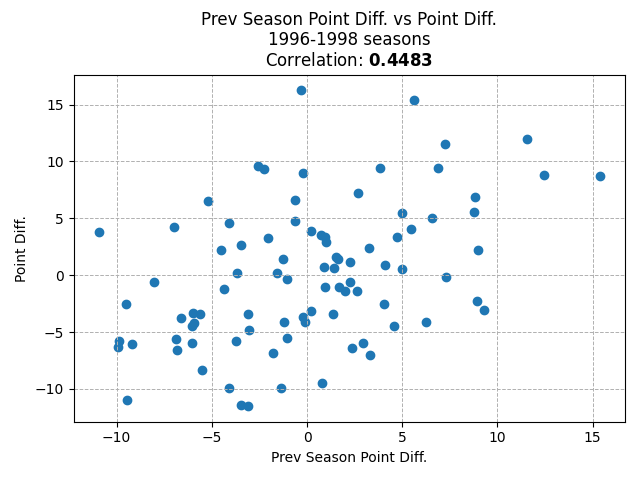 Prev Season Point Diff. vs Point Diff.
1996-1998 seasons
Correlation: 0.4483
15
10
5
0
−5
−10
Point Diff.
−10 −5 0 5 10 15
Prev Season Point Diff.